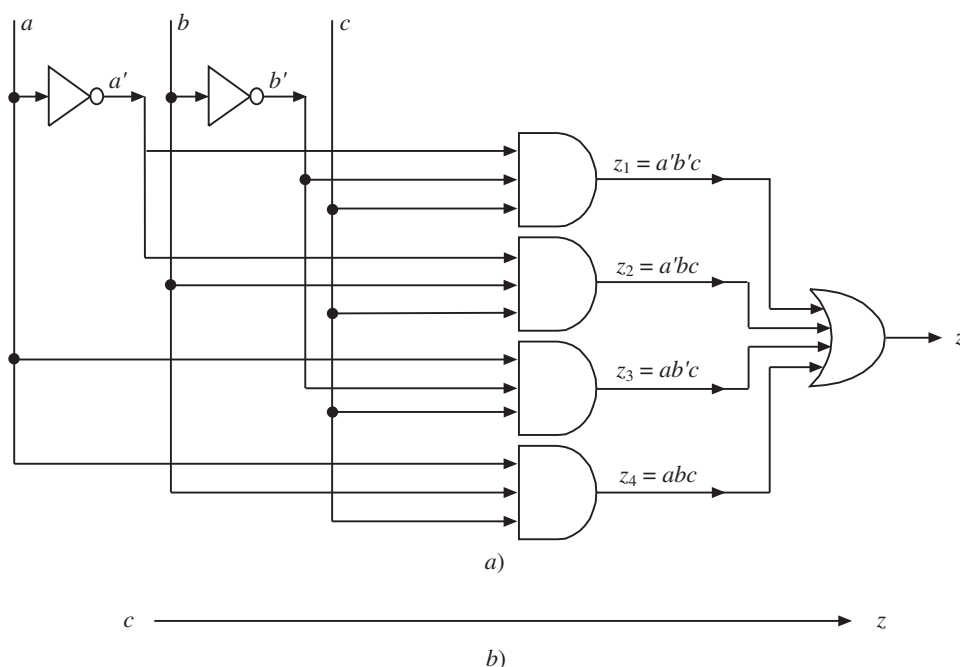 a b c
a' b'
z₁ = a'b'c
z₂ = a'bc
z
z₃ = ab'c
z₄ = abc
a)
c z
b)